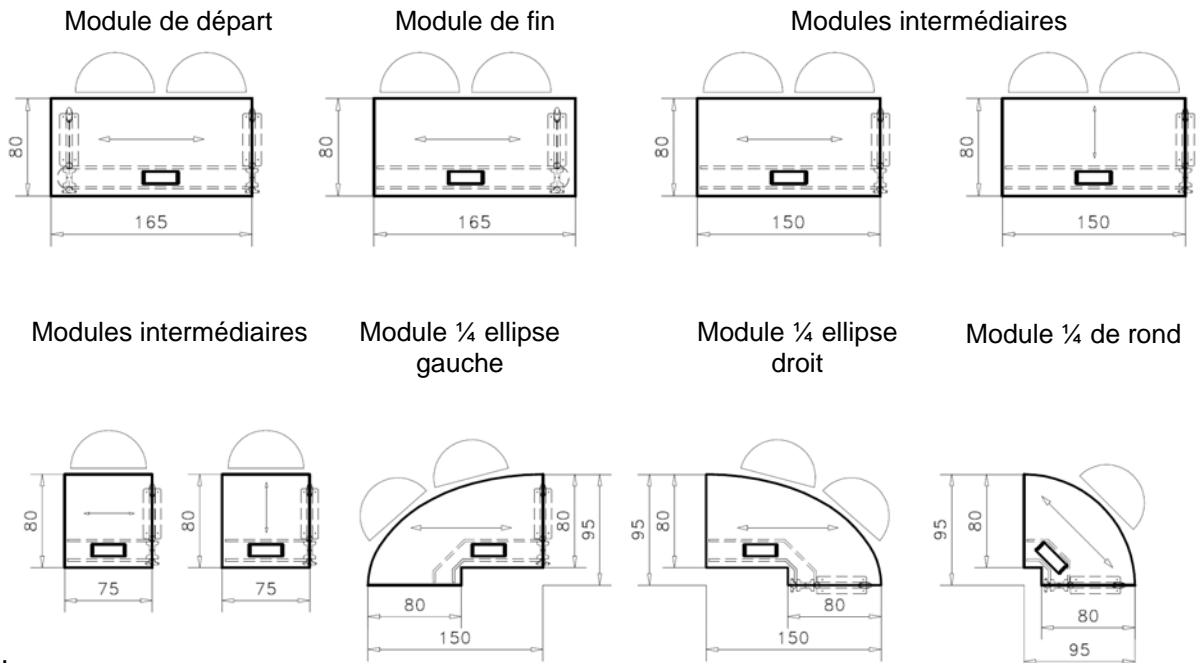 Module de départ
Module de fin
Modules intermédiaires
80
165
80
165
80
150
80
150
Modules intermédiaires
Module ¼ ellipse
gauche
Module ¼ ellipse
droit
Module ¼ de rond
80
75
80
75
80
95
80
150
95
80
80
150
95
80
80
95
.